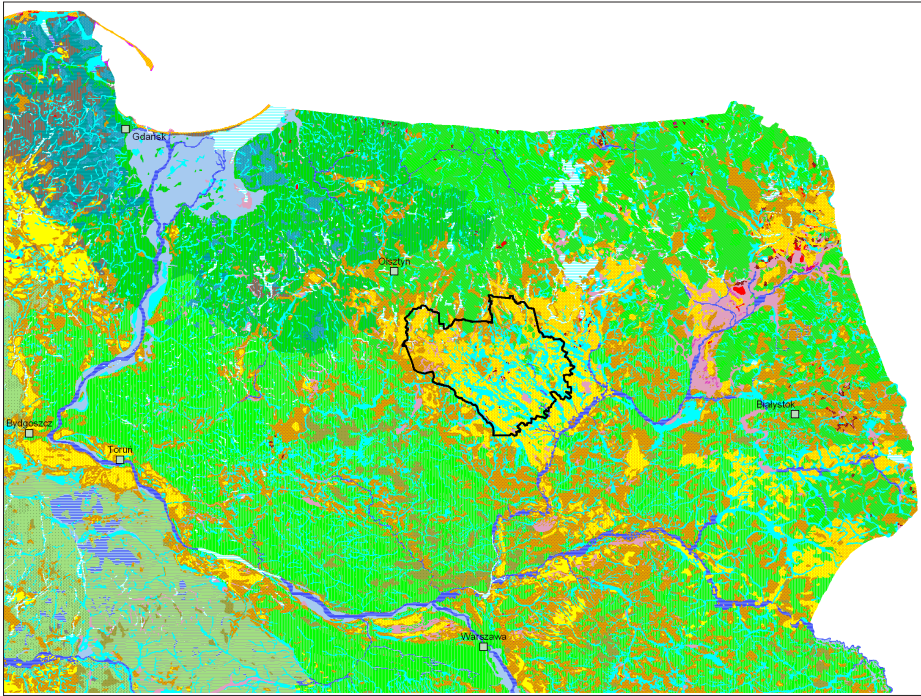 Gdańsk
Olsztyn
Białystok
Bydgoszcz
Toruń
Warszawa